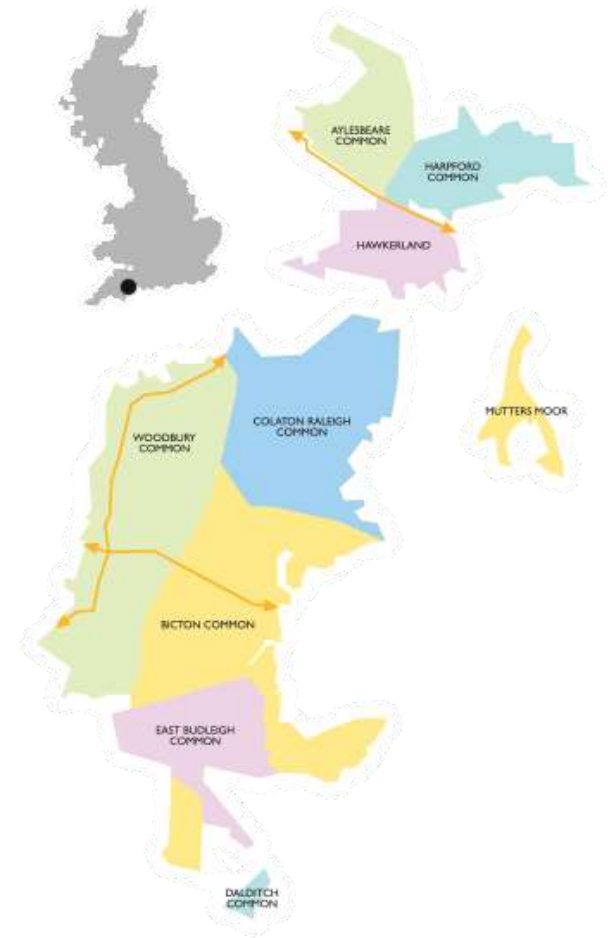 AYLESBEARE
COMMON
HARPFORD
COMMON
HAWKERLAND
MUTTERS MOOR
COLATON RALEIGH
COMMON
WOODBURY
COMMON
BICTON COMMON
EAST BUDLEIGH
COMMON
DALDITCH
COMMON